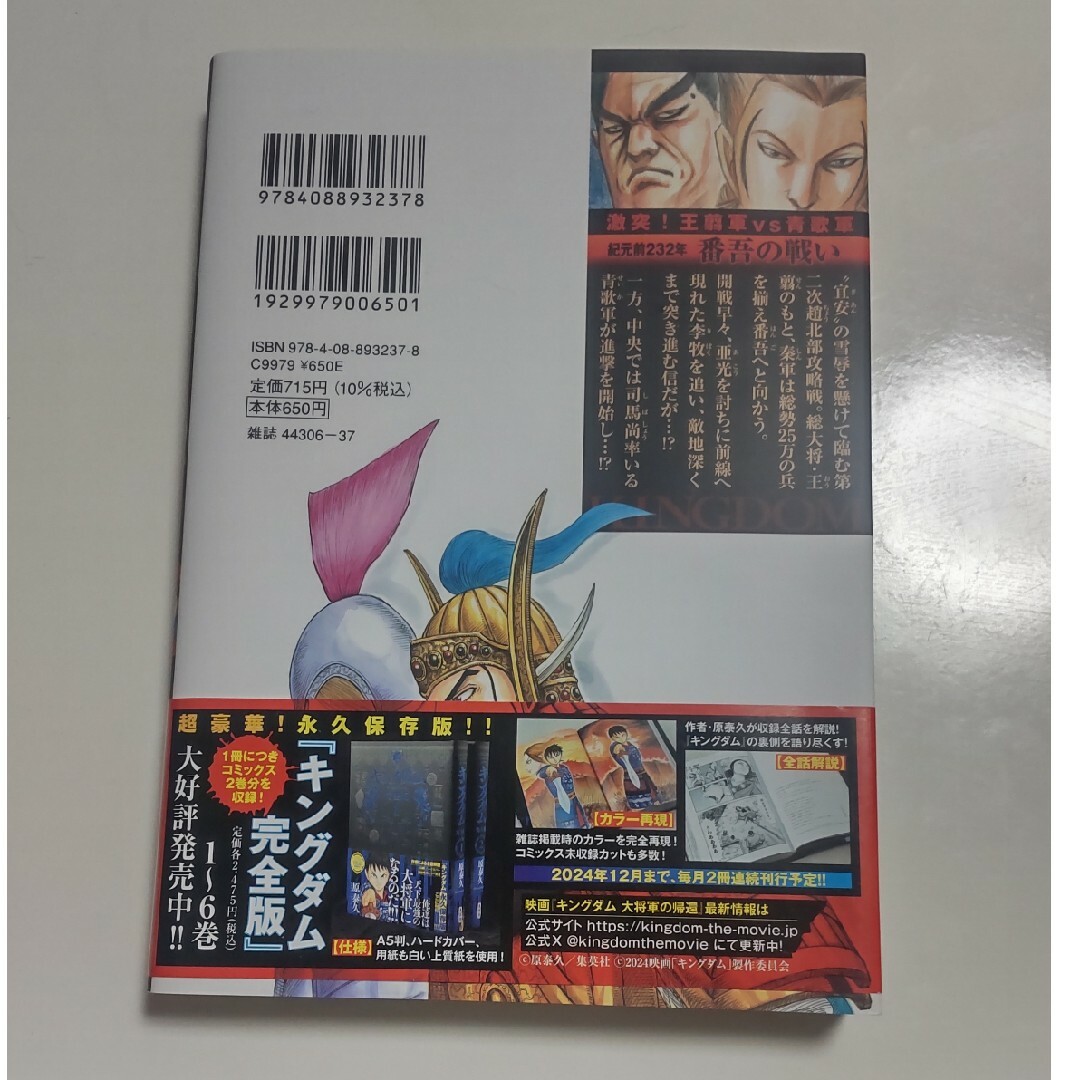 9784088932378
1929979006501
ISBN 978-4-08-893237-8
C9979 ¥650E
定価715円(10%税込)
本体650円
雑誌 44306-37
激突!王翦軍vs青歌軍
紀元前232年 番吾の戦い
“宜安”の雪辱を懸けて臨む第
二次趙北部攻略戦。総大将・王
翦のもと、秦軍は総勢25万の兵
を揃え番吾へと向かう。
開戦早々、亜光を討ちに前線へ
現れた李牧を追い、敵地深く
まで突き進む信だが…!?
一方、中央では司馬尚率いる
青歌軍が進撃を開始し…!?
KINGDOM
超豪華!永久保存版!!
『キングダム
完全版』
定価各2,475円(税込)
1〜6巻
大好評発売中!!
1冊につき
コミックス
2巻分を
収録!
【仕様】A5判、ハードカバー、
用紙も白い上質紙を使用!
【カラー再現】
雑誌掲載時のカラーを完全再現!
コミックス未収録カットも多数!
作者・原泰久が収録全話を解説!
『キングダム』の裏側を語り尽くす!
【全話解説】
2024年12月まで、毎月2冊連続刊行予定!!
映画『キングダム 大将軍の帰還』最新情報は
公式サイト https://kingdom-the-movie.jp
公式X @kingdomthemovie にて更新中!
©原泰久/集英社 ©2024映画「キングダム」製作委員会